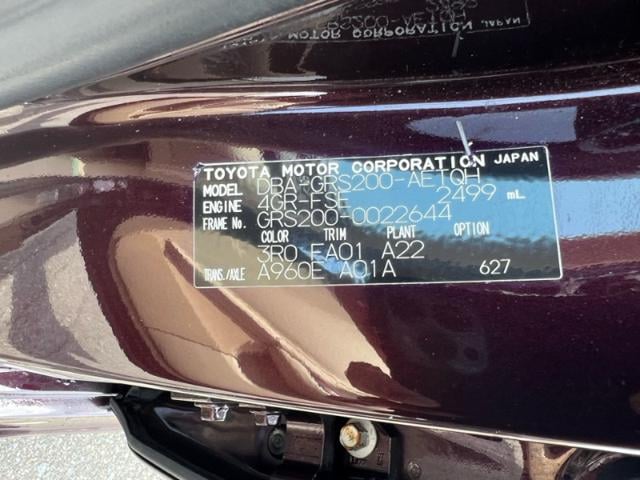 TOYOTA MOTOR CORPORATION JAPAN
MODEL DBA-GRS200-AETQH
ENGINE 4GR-FSE 2499 mL.
FRAME No. GRS200-0022644
COLOR TRIM PLANT OPTION
3R0 FA01 A22
TRANS./AXLE A960E A01A 627